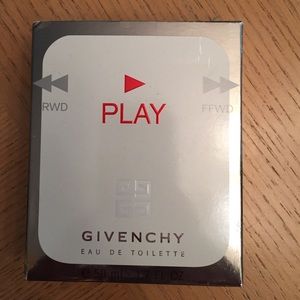 PLAY
RWD FFWD
GIVENCHY
EAU DE TOILETTE